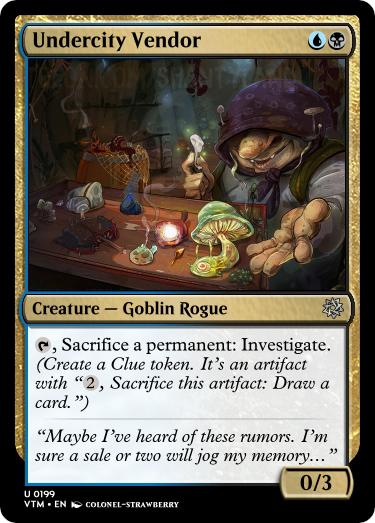 Undercity Vendor
Creature — Goblin Rogue
, Sacrifice a permanent: Investigate.
(Create a Clue token. It's an artifact
with “2, Sacrifice this artifact: Draw a
card.”)
“Maybe I've heard of these rumors. I'm
sure a sale or two will jog my memory…”
0/3
U 0199
VTM • EN COLONEL-STRAWBERRY